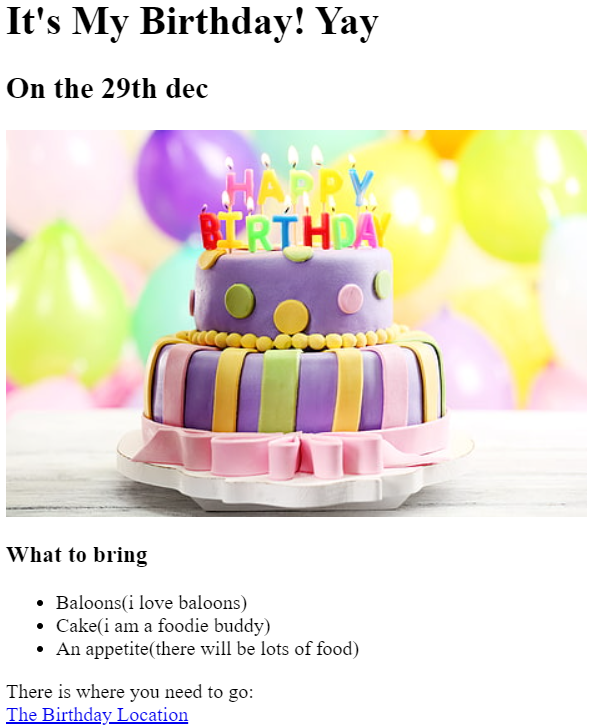 It's My Birthday! Yay
On the 29th dec
HAPPY
BIRTHDAY
What to bring
Baloons(i love baloons)
Cake(i am a foodie buddy)
An appetite(there will be lots of food)
There is where you need to go:
The Birthday Location